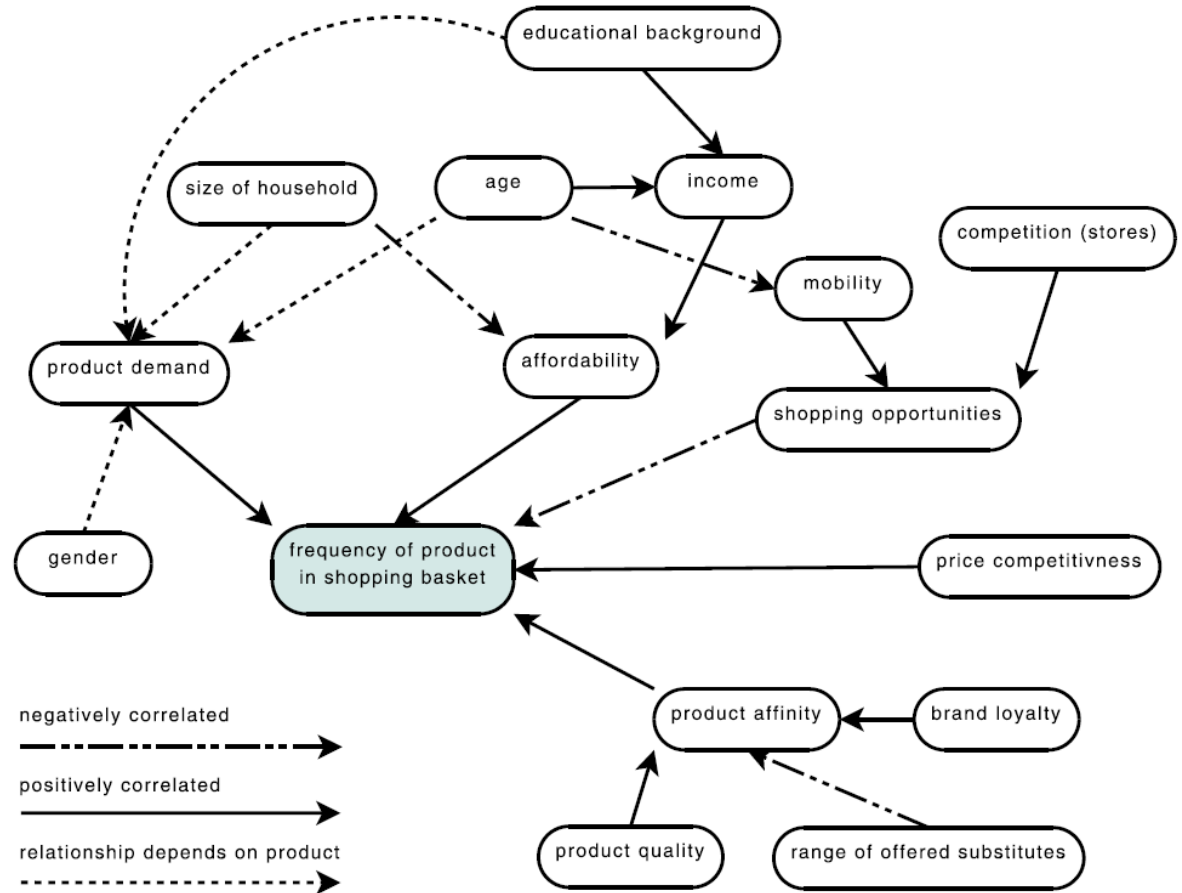 educational background
size of household
age
income
competition (stores)
mobility
product demand
affordability
shopping opportunities
gender
frequency of product
in shopping basket
price competitivness
negatively correlated
product affinity
brand loyalty
positively correlated
relationship depends on product
product quality
range of offered substitutes